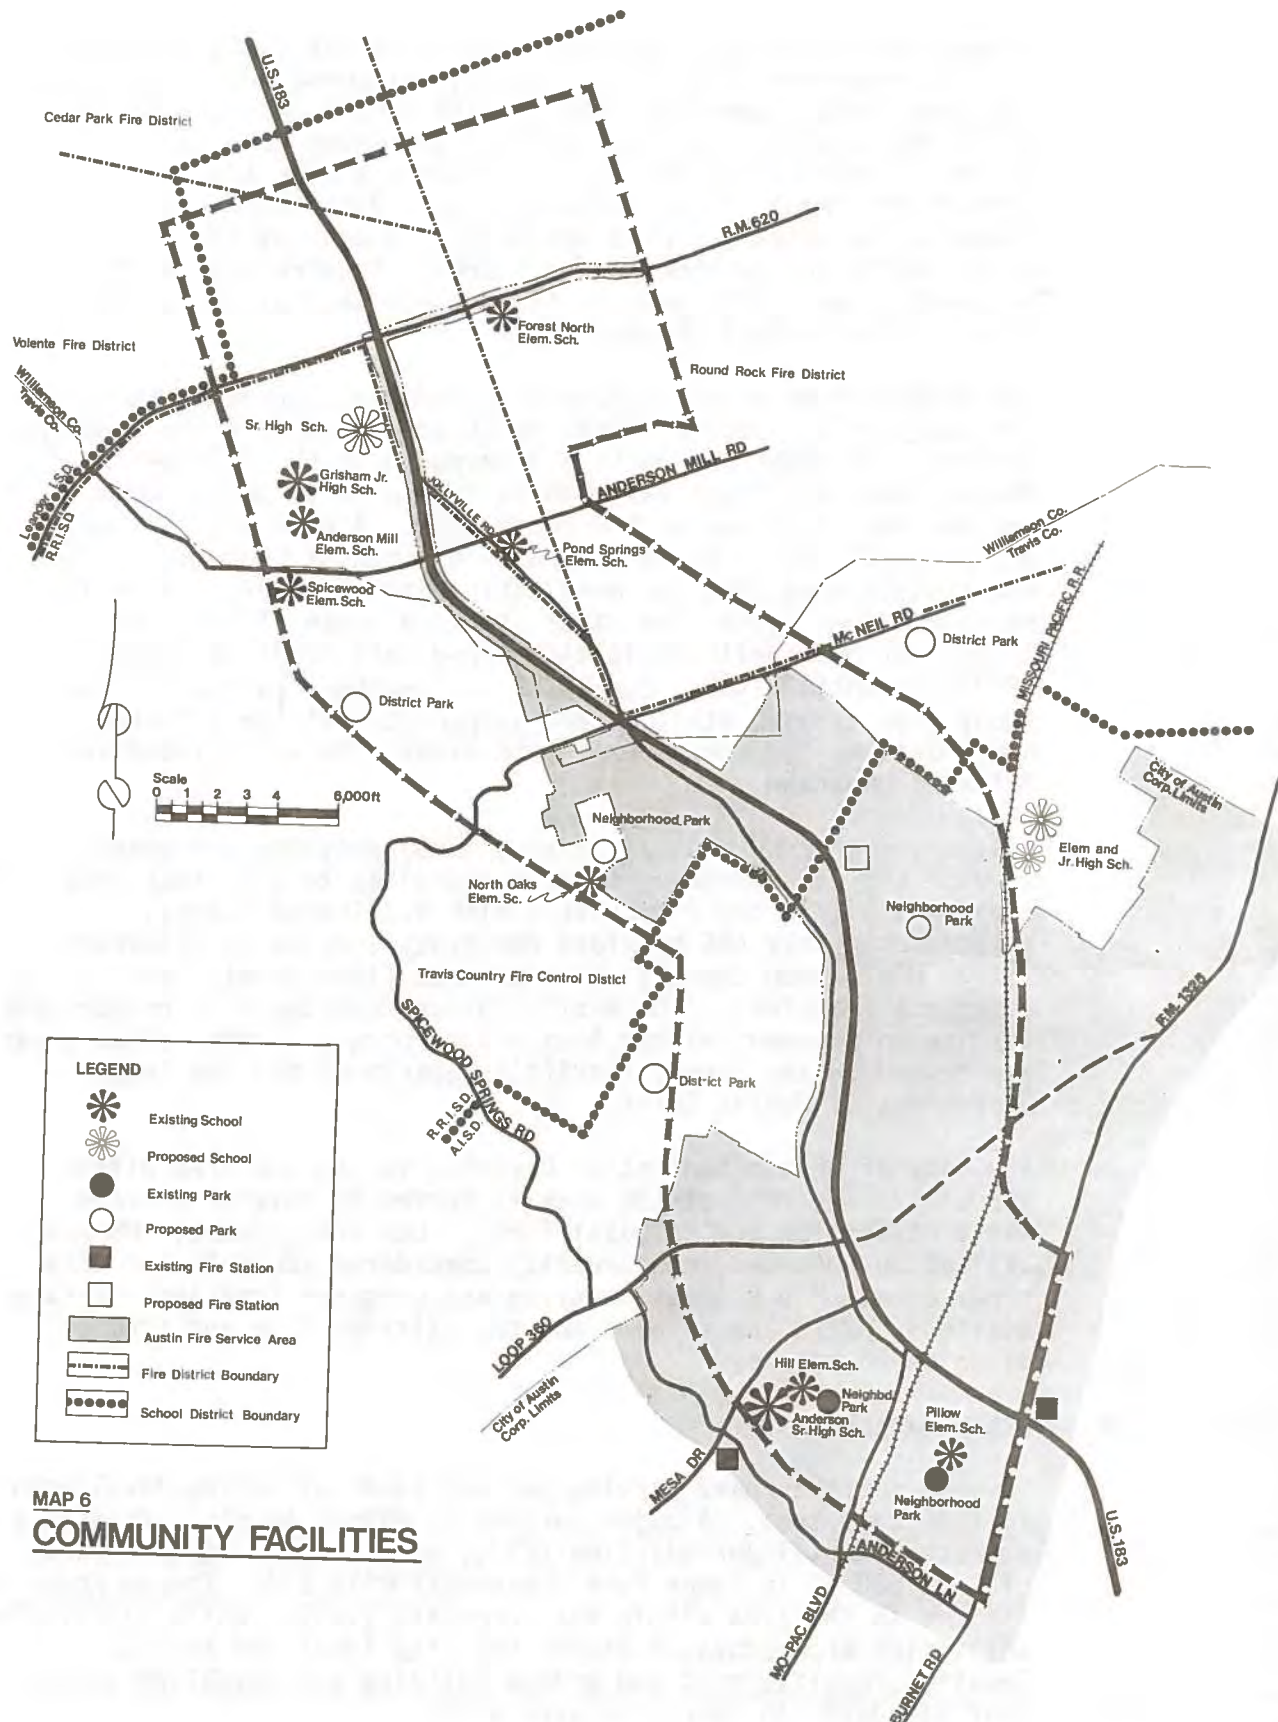 U.S.183
Cedar Park Fire District
R.M.620
Forest North
Elem. Sch.
Volente Fire District
Round Rock Fire District
Williamson Co.
Travis Co.
Sr. High Sch.
Grisham Jr.
High Sch.
JOLLYVILLE RD
ANDERSON MILL RD
Leander I.S.D.
R.R.I.S.D
Anderson Mill
Elem. Sch.
Pond Springs
Elem. Sch.
Williamson Co.
Travis Co.
Spicewood
Elem. Sch.
McNEIL RD
District Park
MISSOURI PACIFIC R.R.
District Park
Scale
0 1 2 3 4 6,000ft
City of Austin
Corp. Limits
Neighborhood Park
Elem and
Jr. High Sch.
North Oaks
Elem. Sc.
Neighborhood
Park
Travis Country Fire Control Distict
F.M. 1325
SPICEWOOD SPRINGS RD
District Park
R.R.I.S.D.
A.I.S.D
LEGEND
Existing School
Proposed School
Existing Park
Proposed Park
Existing Fire Station
Proposed Fire Station
Austin Fire Service Area
Fire District Boundary
School District Boundary
LOOP 360
City of Austin
Corp. Limits
Hill Elem. Sch.
Neighbd.
Park
Anderson
Sr. High Sch.
Pillow
Elem. Sch.
MESA DR
Neighborhood
Park
U.S.183
ANDERSON LN
MO-PAC BLVD
BURNET RD
MAP 6
COMMUNITY FACILITIES